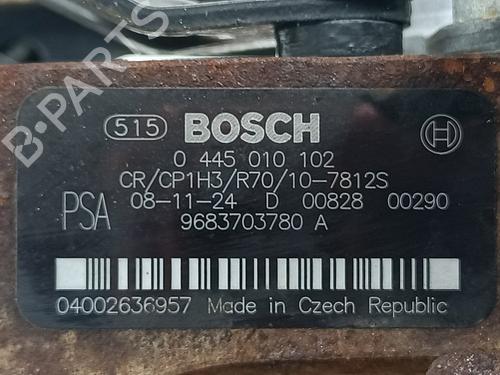 B-PARTS
515 BOSCH
0 445 010 102
CR/CP1H3/R70/10-7812S
PSA 08-11-24 D 00828 00290
9683703780 A
04002636957 Made in Czech Republic